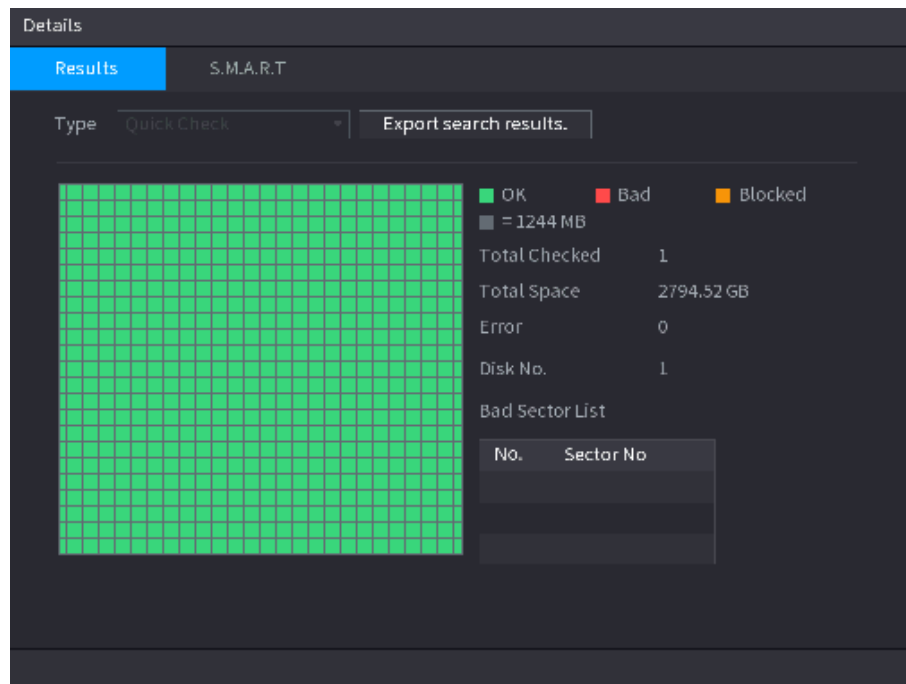 Details
Results S.M.A.R.T
Type Quick Check Export search results.
OK Bad Blocked
= 1244 MB
Total Checked 1
Total Space 2794.52 GB
Error 0
Disk No. 1
Bad Sector List
No. Sector No